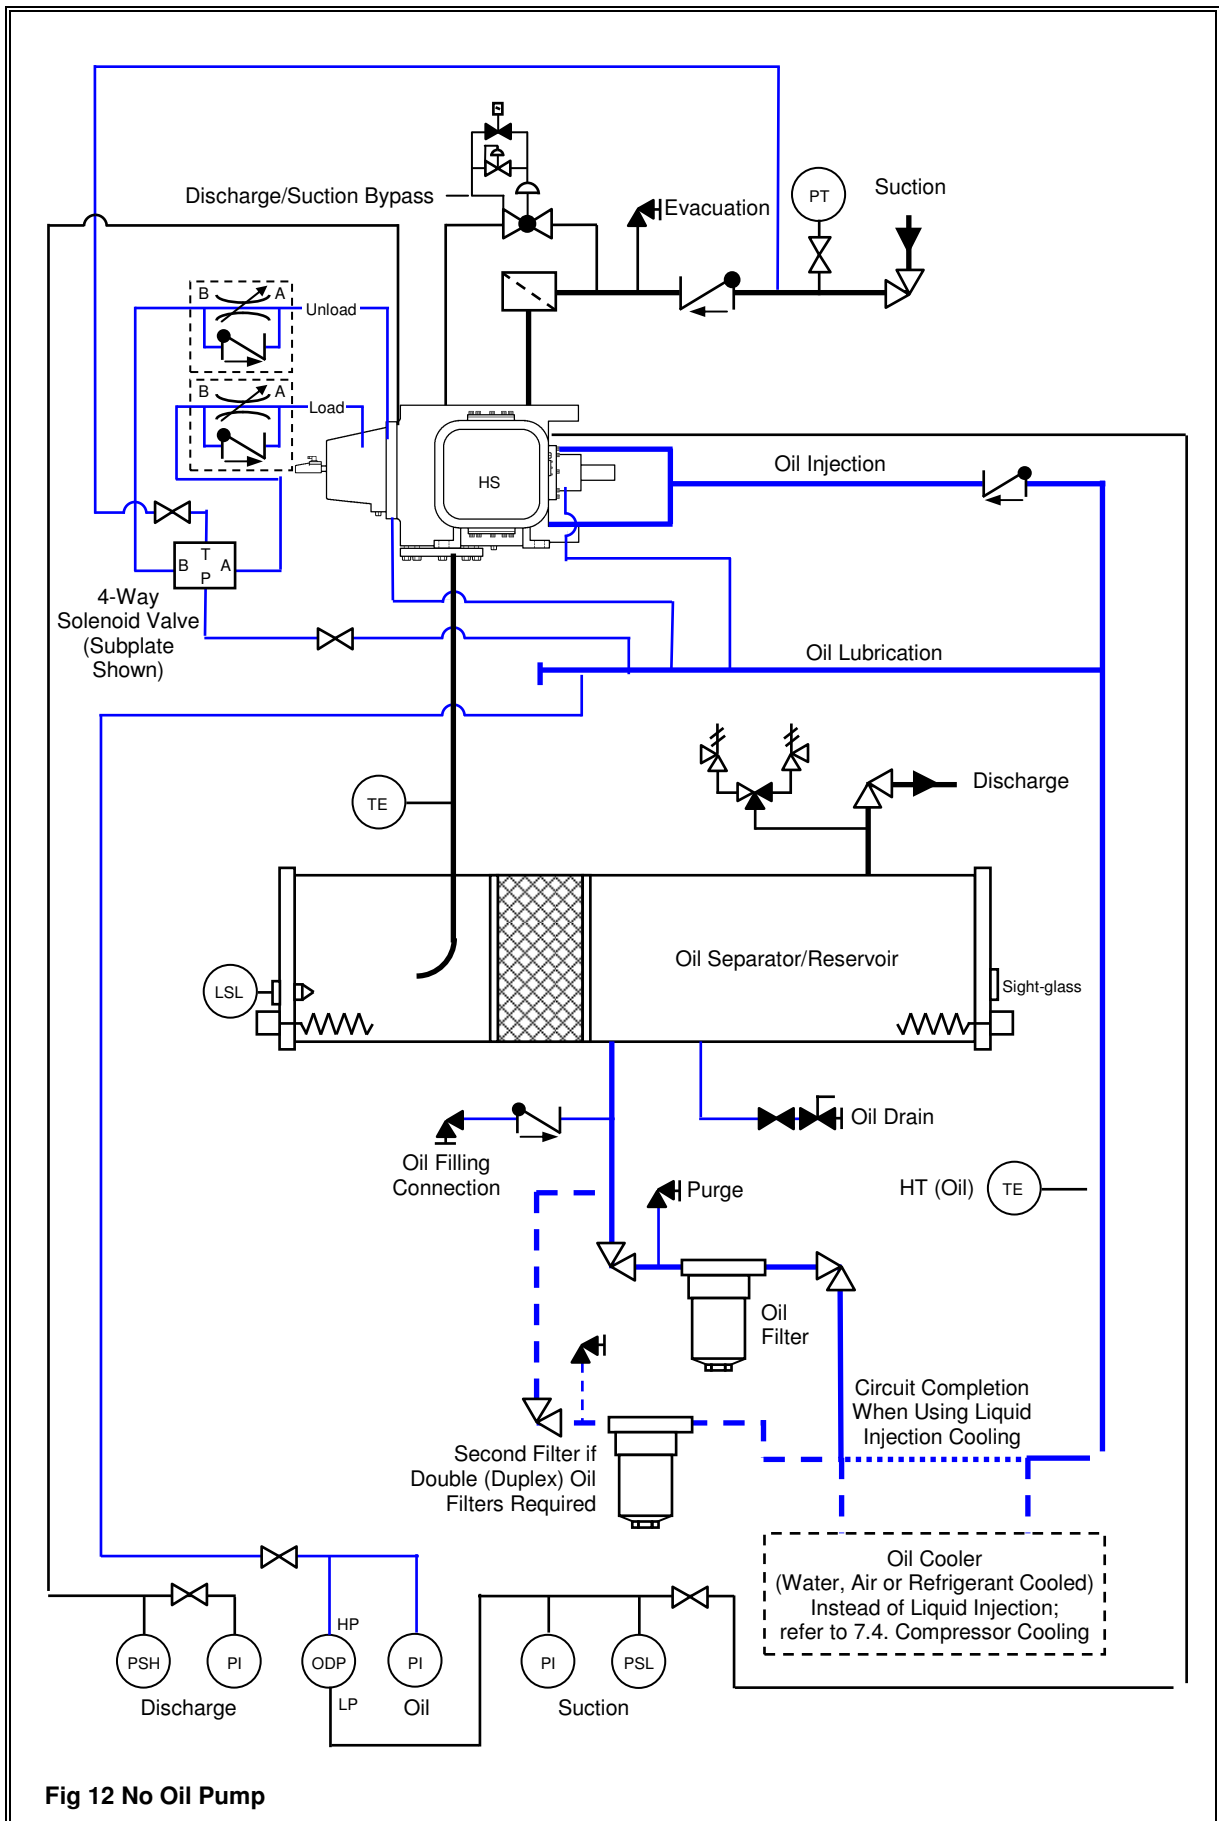 Discharge/Suction Bypass
Evacuation
PT
Suction
B
A
Unload
B
A
Load
HS
Oil Injection
T
B
A
P
4-Way
Solenoid Valve
(Subplate
Shown)
Oil Lubrication
TE
Discharge
Oil Separator/Reservoir
LSL
Sight-glass
Oil Drain
Oil Filling
Connection
Purge
HT (Oil)
TE
Oil
Filter
Circuit Completion
When Using Liquid
Injection Cooling
Second Filter if
Double (Duplex) Oil
Filters Required
Oil Cooler
(Water, Air or Refrigerant Cooled)
Instead of Liquid Injection;
refer to 7.4. Compressor Cooling
HP
PSH
PI
ODP
PI
PI
PSL
LP
Discharge
Oil
Suction
Fig 12 No Oil Pump